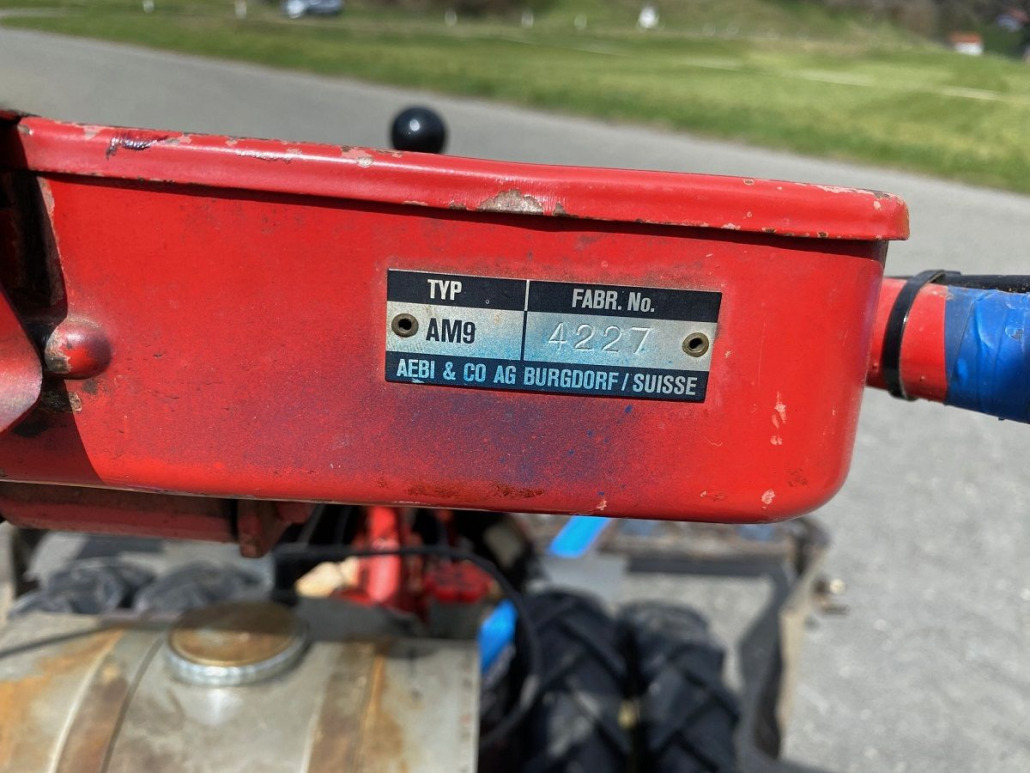 TYP FABR. No.
AM9 4227
AEBI & CO AG BURGDORF / SUISSE